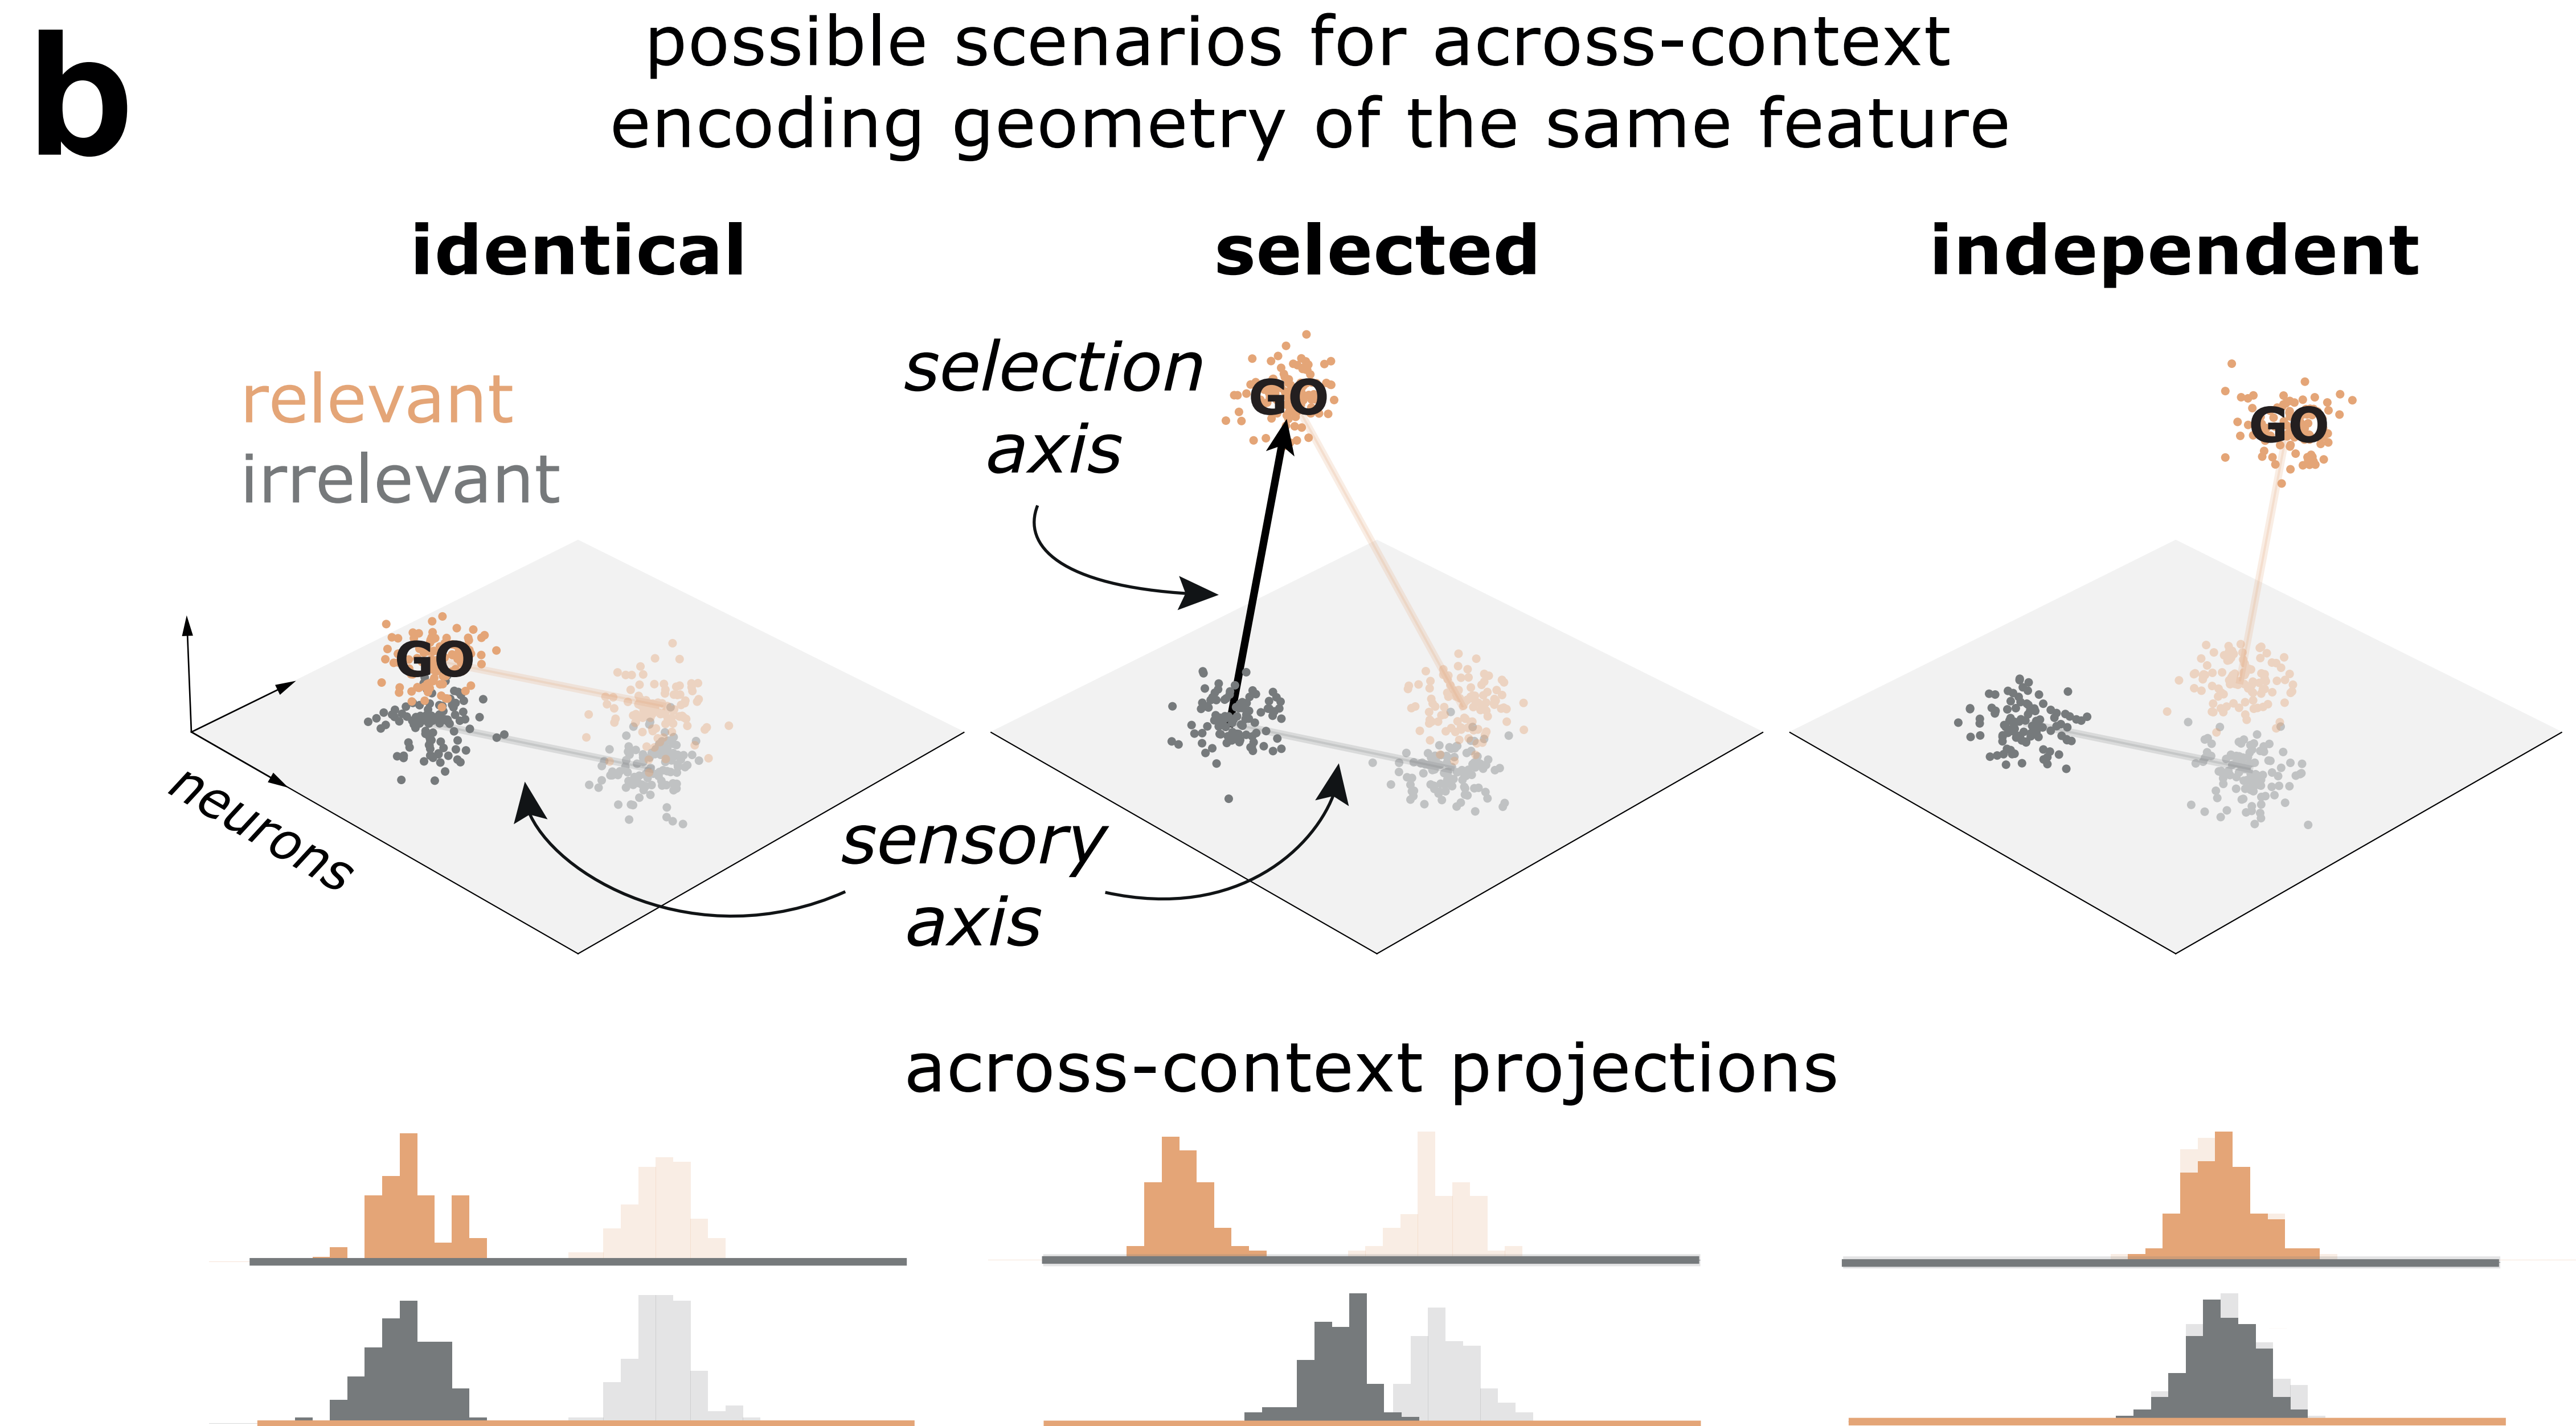 b
possible scenarios for across-context
encoding geometry of the same feature
identical
selected
independent
relevant
irrelevant
selection
axis
GO
GO
GO
neurons
sensory
axis
across-context projections